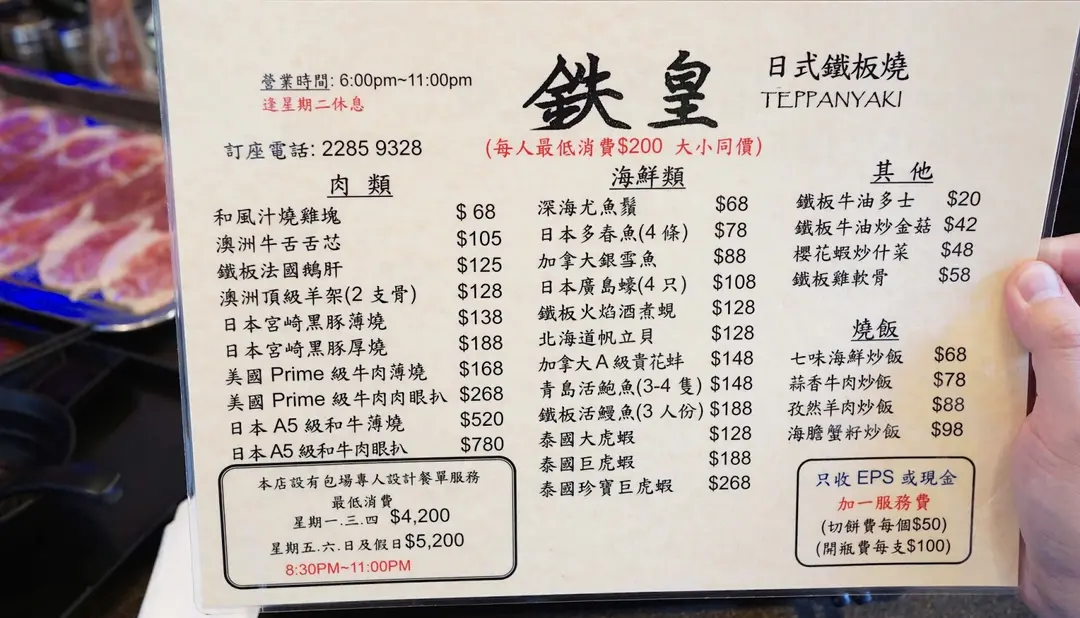 營業時間: 6:00pm~11:00pm
逢星期二休息
鉄皇
日式鐵板燒
TEPPANYAKI
訂座電話: 2285 9328
(每人最低消費$200 大小同價)
肉類
和風汁燒雞塊 $68
澳洲牛舌舌芯 $105
鐵板法國鵝肝 $125
澳洲頂級羊架(2 支骨) $128
日本宮崎黑豚薄燒 $138
日本宮崎黑豚厚燒 $188
美國 Prime 級牛肉薄燒 $168
美國 Prime 級牛肉肉眼扒 $268
日本 A5 級和牛薄燒 $520
日本 A5 級和牛肉眼扒 $780
本店設有包場專人設計餐單服務
最低消費
星期一.三.四 $4,200
星期五.六.日及假日$5,200
8:30PM~11:00PM
海鮮類
深海尤魚鬚 $68
日本多春魚(4 條) $78
加拿大銀雪魚 $88
日本廣島蠔(4 只) $108
鐵板火焰酒煮蜆 $128
北海道帆立貝 $128
加拿大 A 級貴花蚌 $148
青島活鮑魚(3-4 隻) $148
鐵板活鰻魚(3 人份) $188
泰國大虎蝦 $128
泰國巨虎蝦 $188
泰國珍寶巨虎蝦 $268
其他
鐵板牛油多士 $20
鐵板牛油炒金菇 $42
櫻花蝦炒什菜 $48
鐵板雞軟骨 $58
燒飯
七味海鮮炒飯 $68
蒜香牛肉炒飯 $78
孜然羊肉炒飯 $88
海膽蟹籽炒飯 $98
只收 EPS 或現金
加一服務費
(切餅費每個$50)
(開瓶費每支$100)